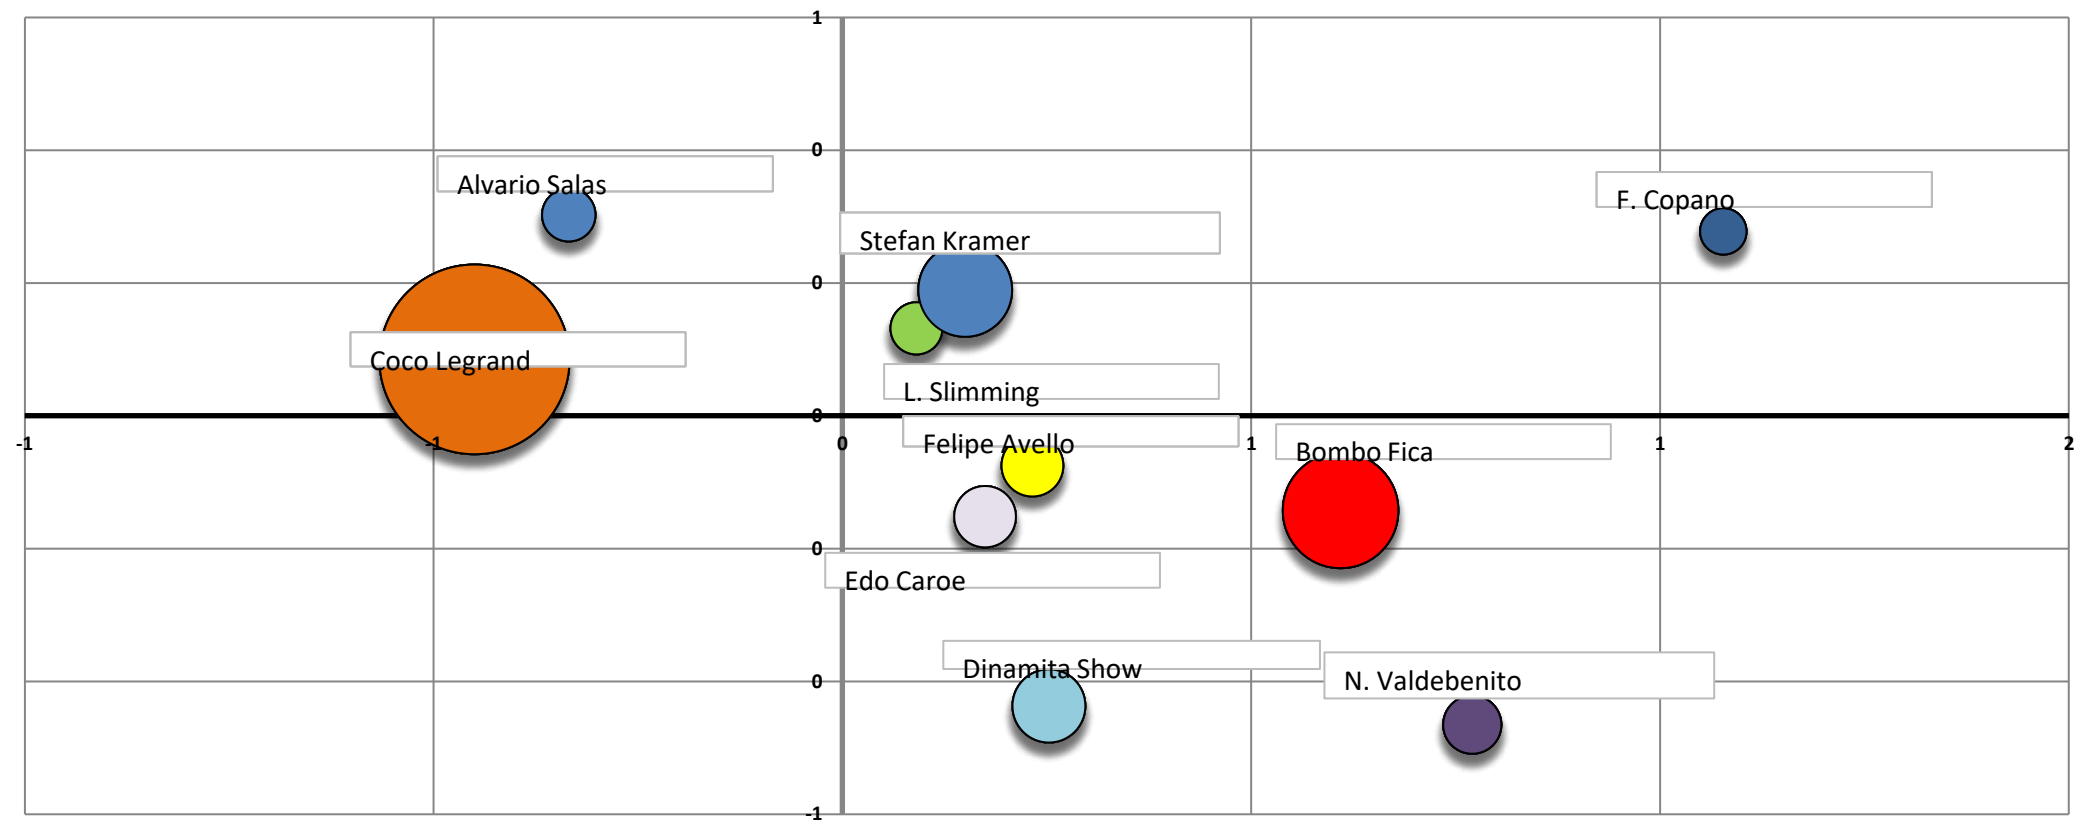 1
0
Alvario Salas
F. Copano
Stefan Kramer
0
Coco Legrand
L. Slimming
0
-1
-1
0
Felipe Avello
1
Bombo Fica
1
2
0
Edo Caroe
Dinamita Show
0
N. Valdebenito
-1